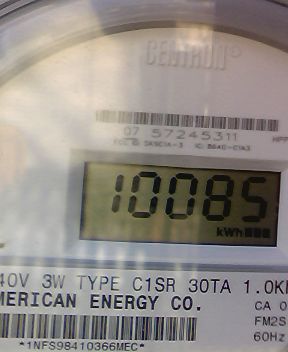 CENTRON®
07 57245311
10085
kWh
40V 3W TYPE C1SR 30TA 1.0K
MERICAN ENERGY CO.
CA 0
FM2S
60Hz
*1NFS98410366MEC*